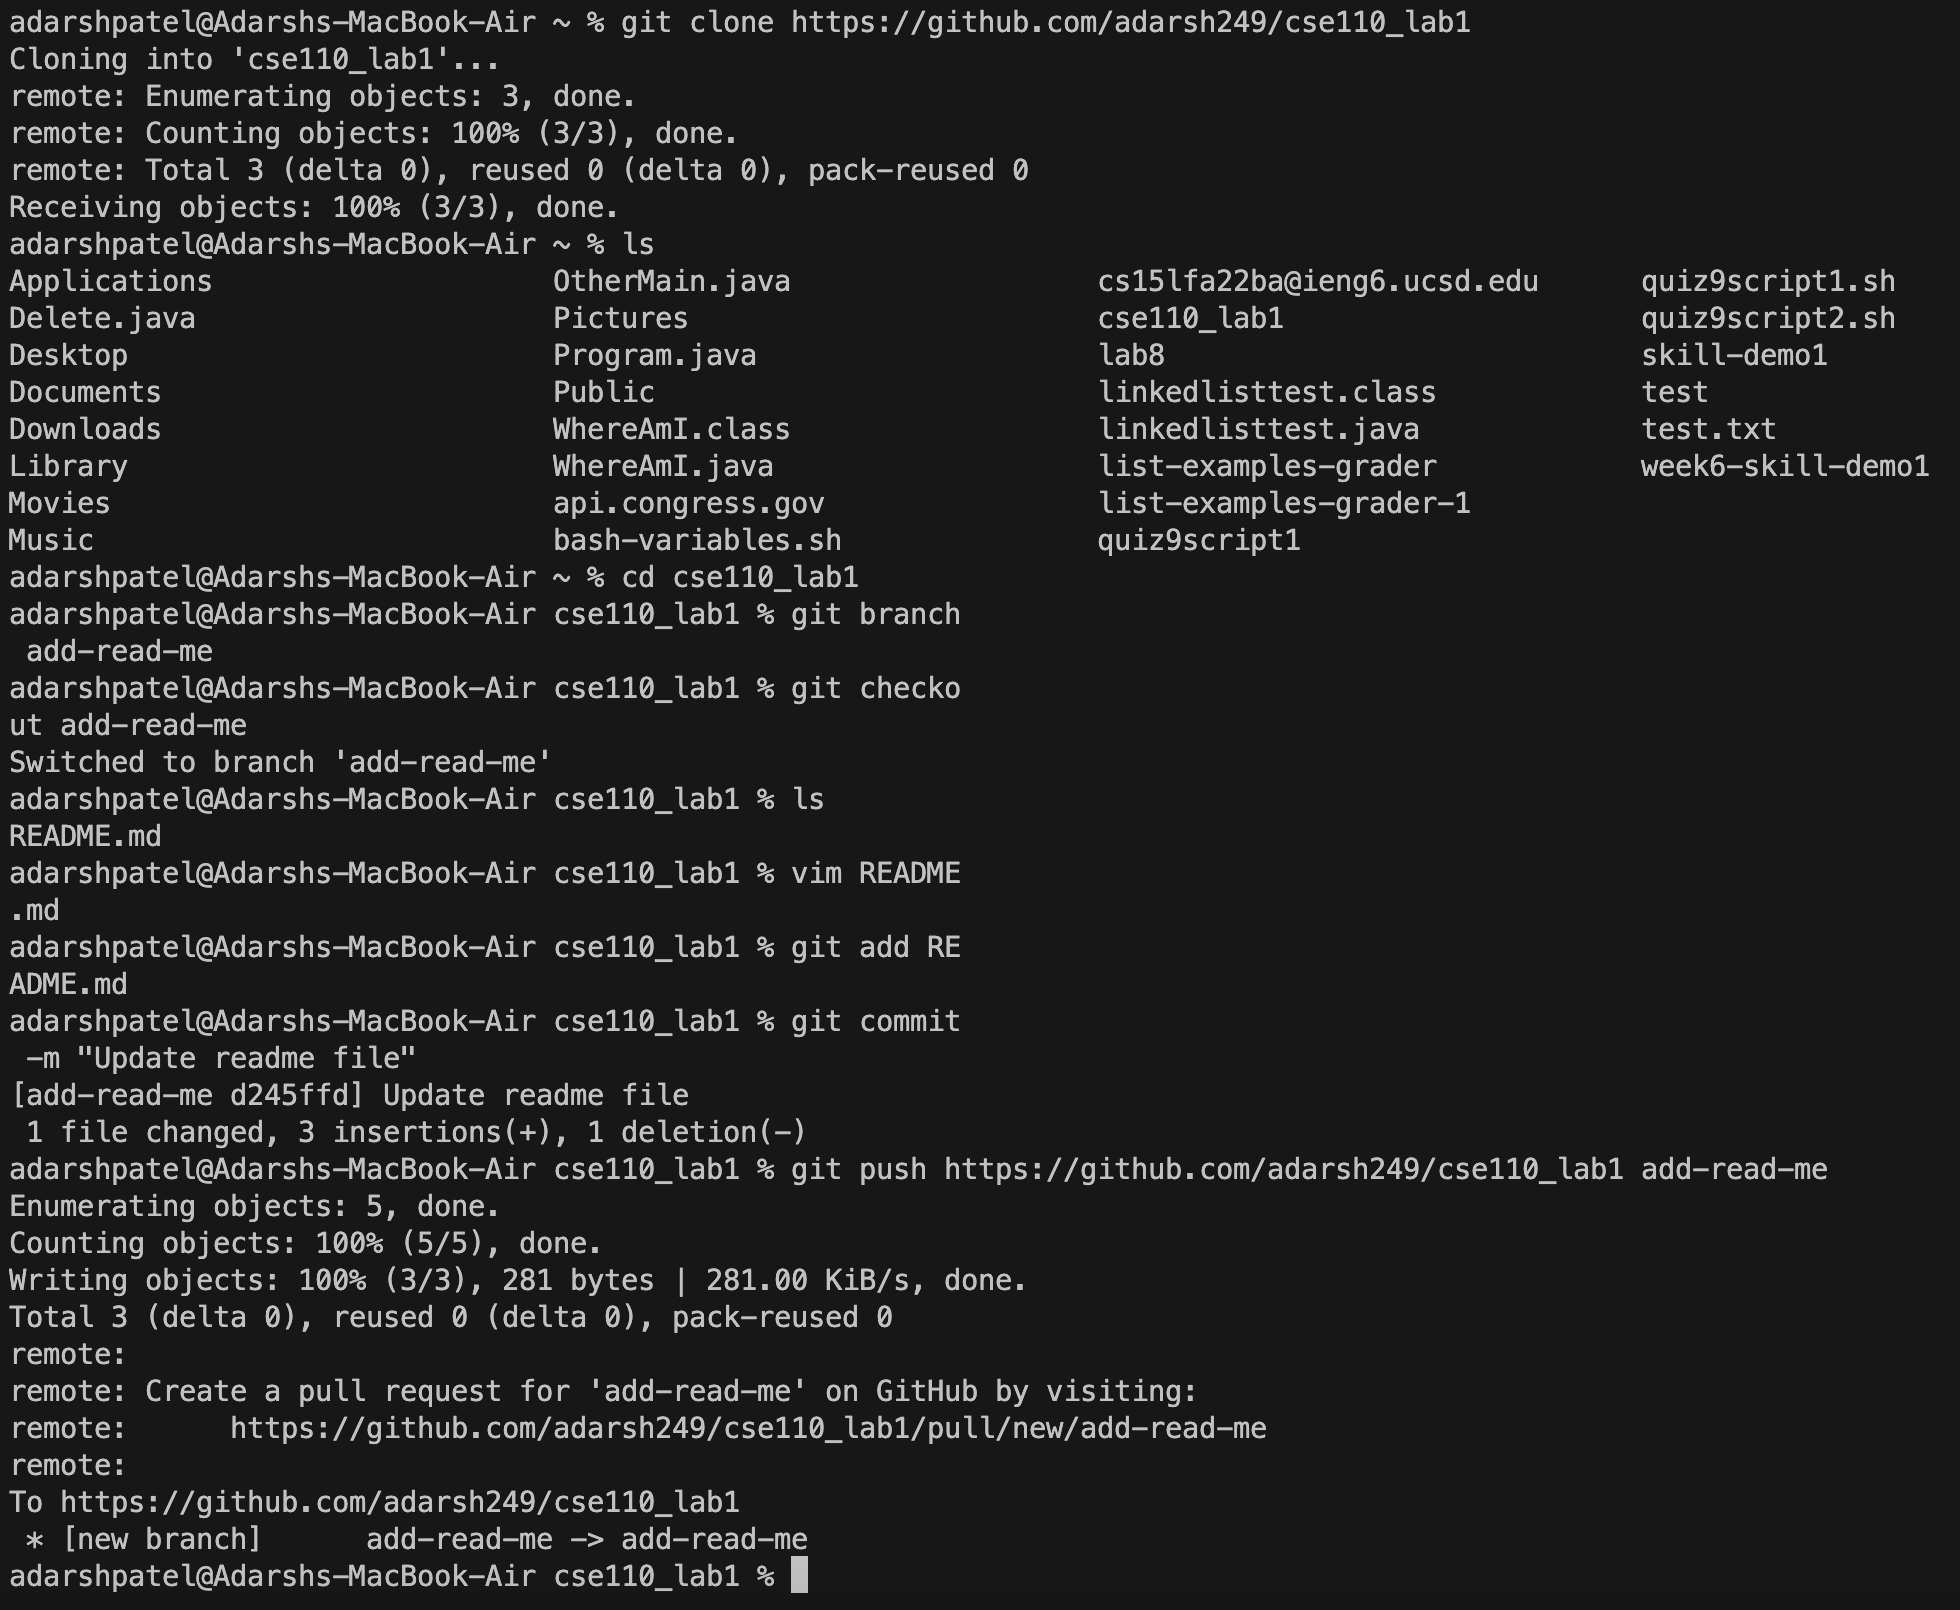 adarshpatel@Adarshs-MacBook-Air ~ % git clone https://github.com/adarsh249/cse110_lab1
Cloning into 'cse110_lab1'...
remote: Enumerating objects: 3, done.
remote: Counting objects: 100% (3/3), done.
remote: Total 3 (delta 0), reused 0 (delta 0), pack-reused 0
Receiving objects: 100% (3/3), done.
adarshpatel@Adarshs-MacBook-Air ~ % ls
Applications OtherMain.java cs15lfa22ba@ieng6.ucsd.edu quiz9script1.sh
Delete.java Pictures cse110_lab1 quiz9script2.sh
Desktop Program.java lab8 skill-demo1
Documents Public linkedlisttest.class test
Downloads WhereAmI.class linkedlisttest.java test.txt
Library WhereAmI.java list-examples-grader week6-skill-demo1
Movies api.congress.gov list-examples-grader-1
Music bash-variables.sh quiz9script1
adarshpatel@Adarshs-MacBook-Air ~ % cd cse110_lab1
adarshpatel@Adarshs-MacBook-Air cse110_lab1 % git branch
 add-read-me
adarshpatel@Adarshs-MacBook-Air cse110_lab1 % git checko
ut add-read-me
Switched to branch 'add-read-me'
adarshpatel@Adarshs-MacBook-Air cse110_lab1 % ls
README.md
adarshpatel@Adarshs-MacBook-Air cse110_lab1 % vim README
.md
adarshpatel@Adarshs-MacBook-Air cse110_lab1 % git add RE
ADME.md
adarshpatel@Adarshs-MacBook-Air cse110_lab1 % git commit
 -m "Update readme file"
[add-read-me d245ffd] Update readme file
 1 file changed, 3 insertions(+), 1 deletion(-)
adarshpatel@Adarshs-MacBook-Air cse110_lab1 % git push https://github.com/adarsh249/cse110_lab1 add-read-me
Enumerating objects: 5, done.
Counting objects: 100% (5/5), done.
Writing objects: 100% (3/3), 281 bytes | 281.00 KiB/s, done.
Total 3 (delta 0), reused 0 (delta 0), pack-reused 0
remote:
remote: Create a pull request for 'add-read-me' on GitHub by visiting:
remote:      https://github.com/adarsh249/cse110_lab1/pull/new/add-read-me
remote:
To https://github.com/adarsh249/cse110_lab1
 * [new branch]      add-read-me -> add-read-me
adarshpatel@Adarshs-MacBook-Air cse110_lab1 %